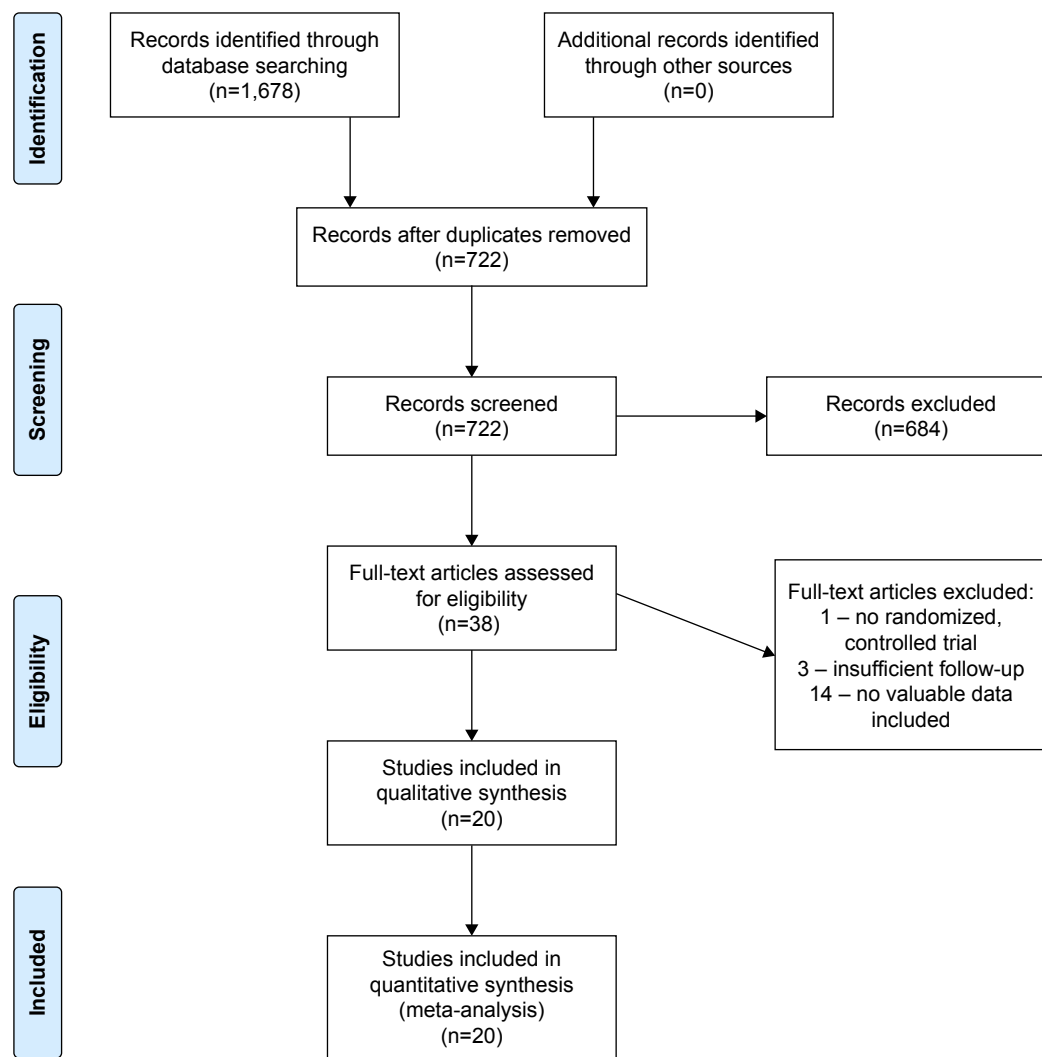 Identification
Records identified through
database searching
(n=1,678)
Additional records identified
through other sources
(n=0)
Records after duplicates removed
(n=722)
Screening
Records screened
(n=722)
Records excluded
(n=684)
Eligibility
Full-text articles assessed
for eligibility
(n=38)
Full-text articles excluded:
1 – no randomized,
controlled trial
3 – insufficient follow-up
14 – no valuable data
included
Studies included in
qualitative synthesis
(n=20)
Included
Studies included in
quantitative synthesis
(meta-analysis)
(n=20)